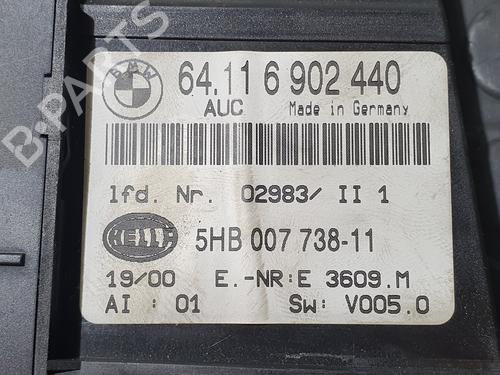 BMW
64.11 6 902 440
AUC Made in Germany
lfd. Nr. 02983/ II 1
HELLA 5HB 007 738-11
19/00 E.-NR:E 3609.M
AI : 01 Sw: V005.0
B-PARTS